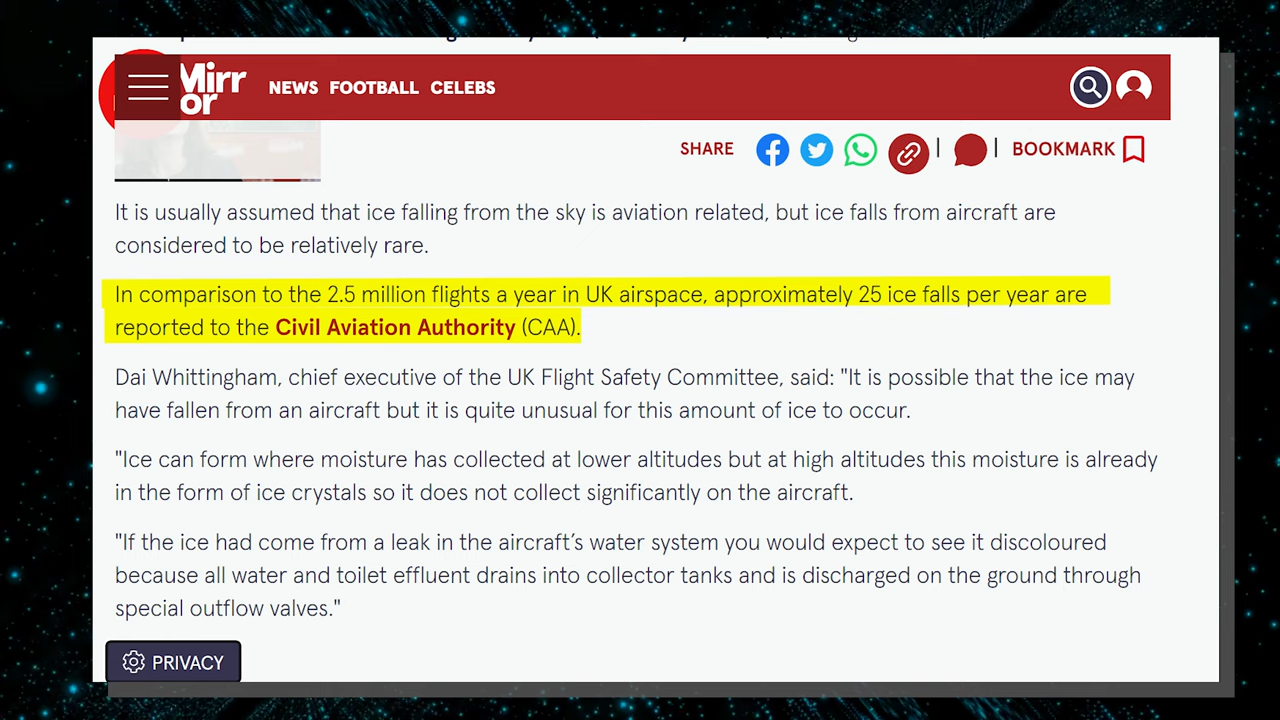 Mirr
or
NEWS FOOTBALL CELEBS
SHARE
BOOKMARK
It is usually assumed that ice falling from the sky is aviation related, but ice falls from aircraft are
considered to be relatively rare.
In comparison to the 2.5 million flights a year in UK airspace, approximately 25 ice falls per year are
reported to the Civil Aviation Authority (CAA).
Dai Whittingham, chief executive of the UK Flight Safety Committee, said: "It is possible that the ice may
have fallen from an aircraft but it is quite unusual for this amount of ice to occur.
"Ice can form where moisture has collected at lower altitudes but at high altitudes this moisture is already
in the form of ice crystals so it does not collect significantly on the aircraft.
"If the ice had come from a leak in the aircraft’s water system you would expect to see it discoloured
because all water and toilet effluent drains into collector tanks and is discharged on the ground through
special outflow valves."
PRIVACY